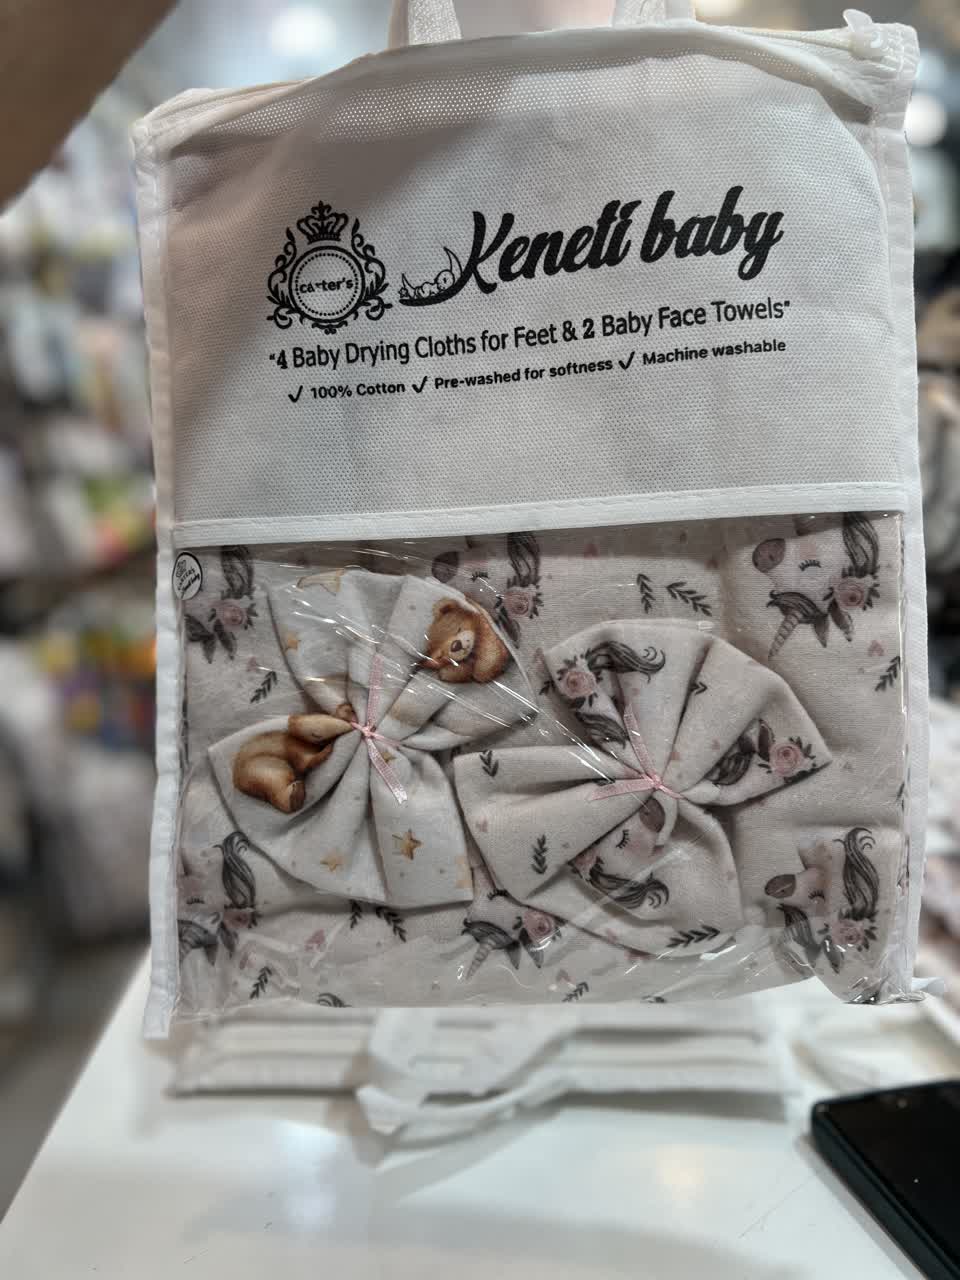 carter's
Keneti baby
"4 Baby Drying Cloths for Feet & 2 Baby Face Towels"
✓ 100% Cotton ✓ Pre-washed for softness ✓ Machine washable